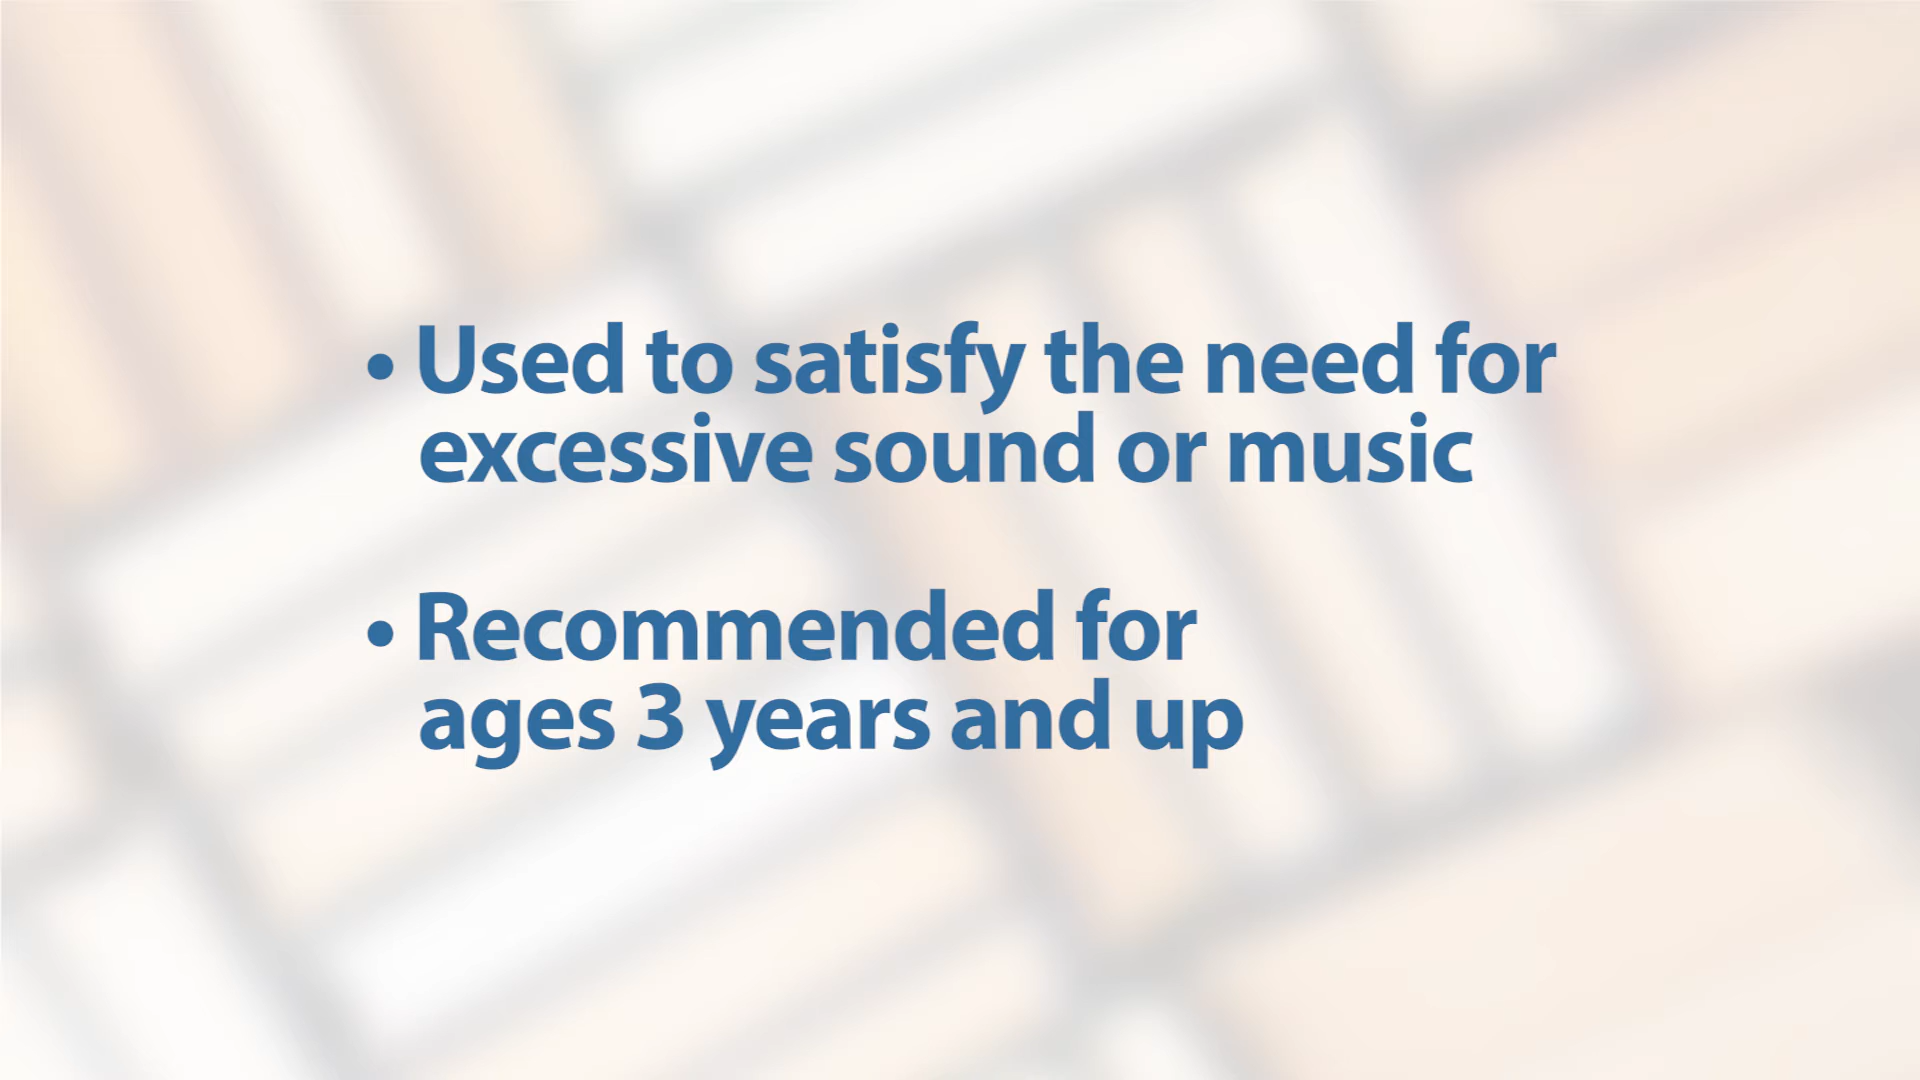 • Used to satisfy the need for
excessive sound or music
• Recommended for
ages 3 years and up